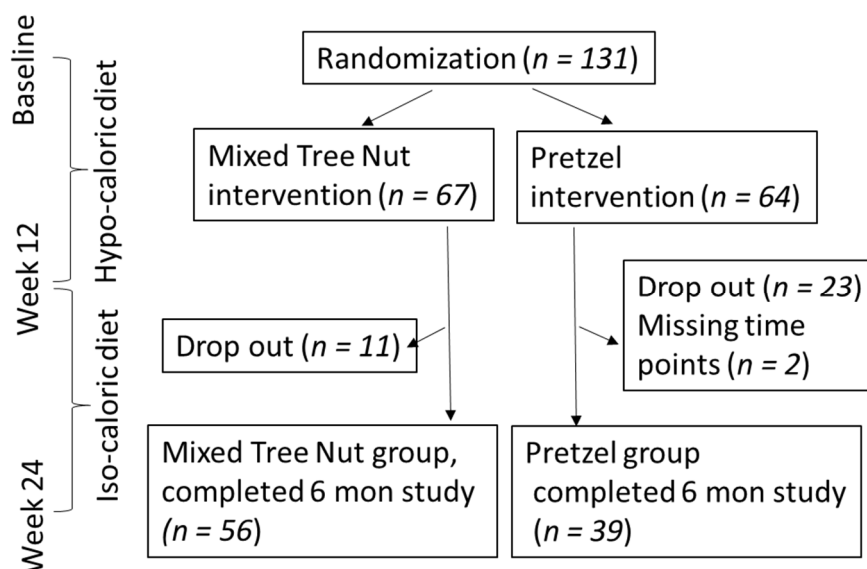 Baseline
Hypo-caloric diet
Week 12
Iso-caloric diet
Week 24
Randomization (n = 131)
Mixed Tree Nut
intervention (n = 67)
Pretzel
intervention (n = 64)
Drop out (n = 11)
Drop out (n = 23)
Missing time
points (n = 2)
Mixed Tree Nut group,
completed 6 mon study
(n = 56)
Pretzel group
completed 6 mon study
(n = 39)